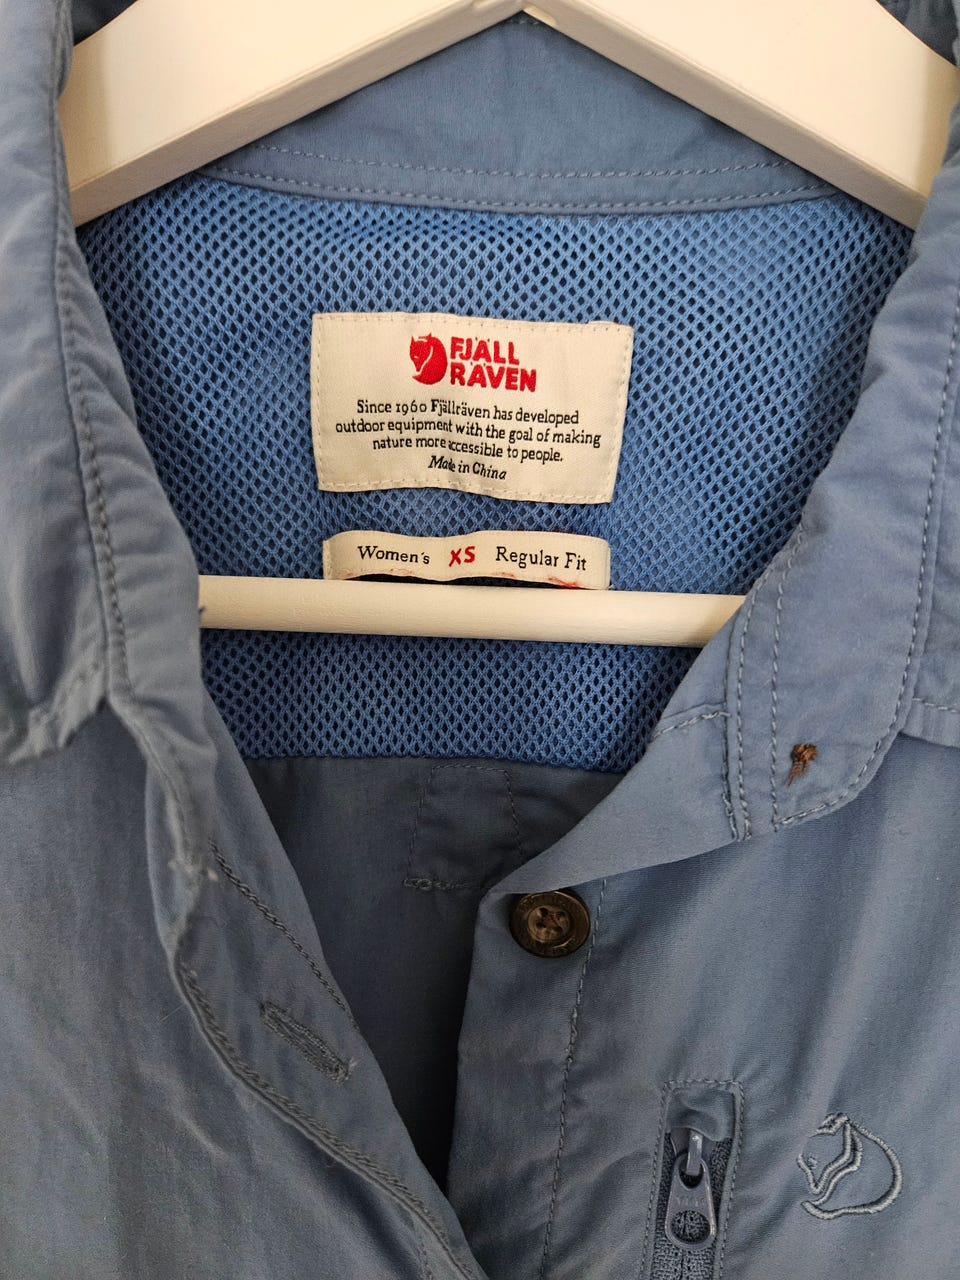 FJÄLL
RÄVEN
Since 1960 Fjällräven has developed
outdoor equipment with the goal of making
nature more accessible to people.
Made in China
Women's XS Regular Fit